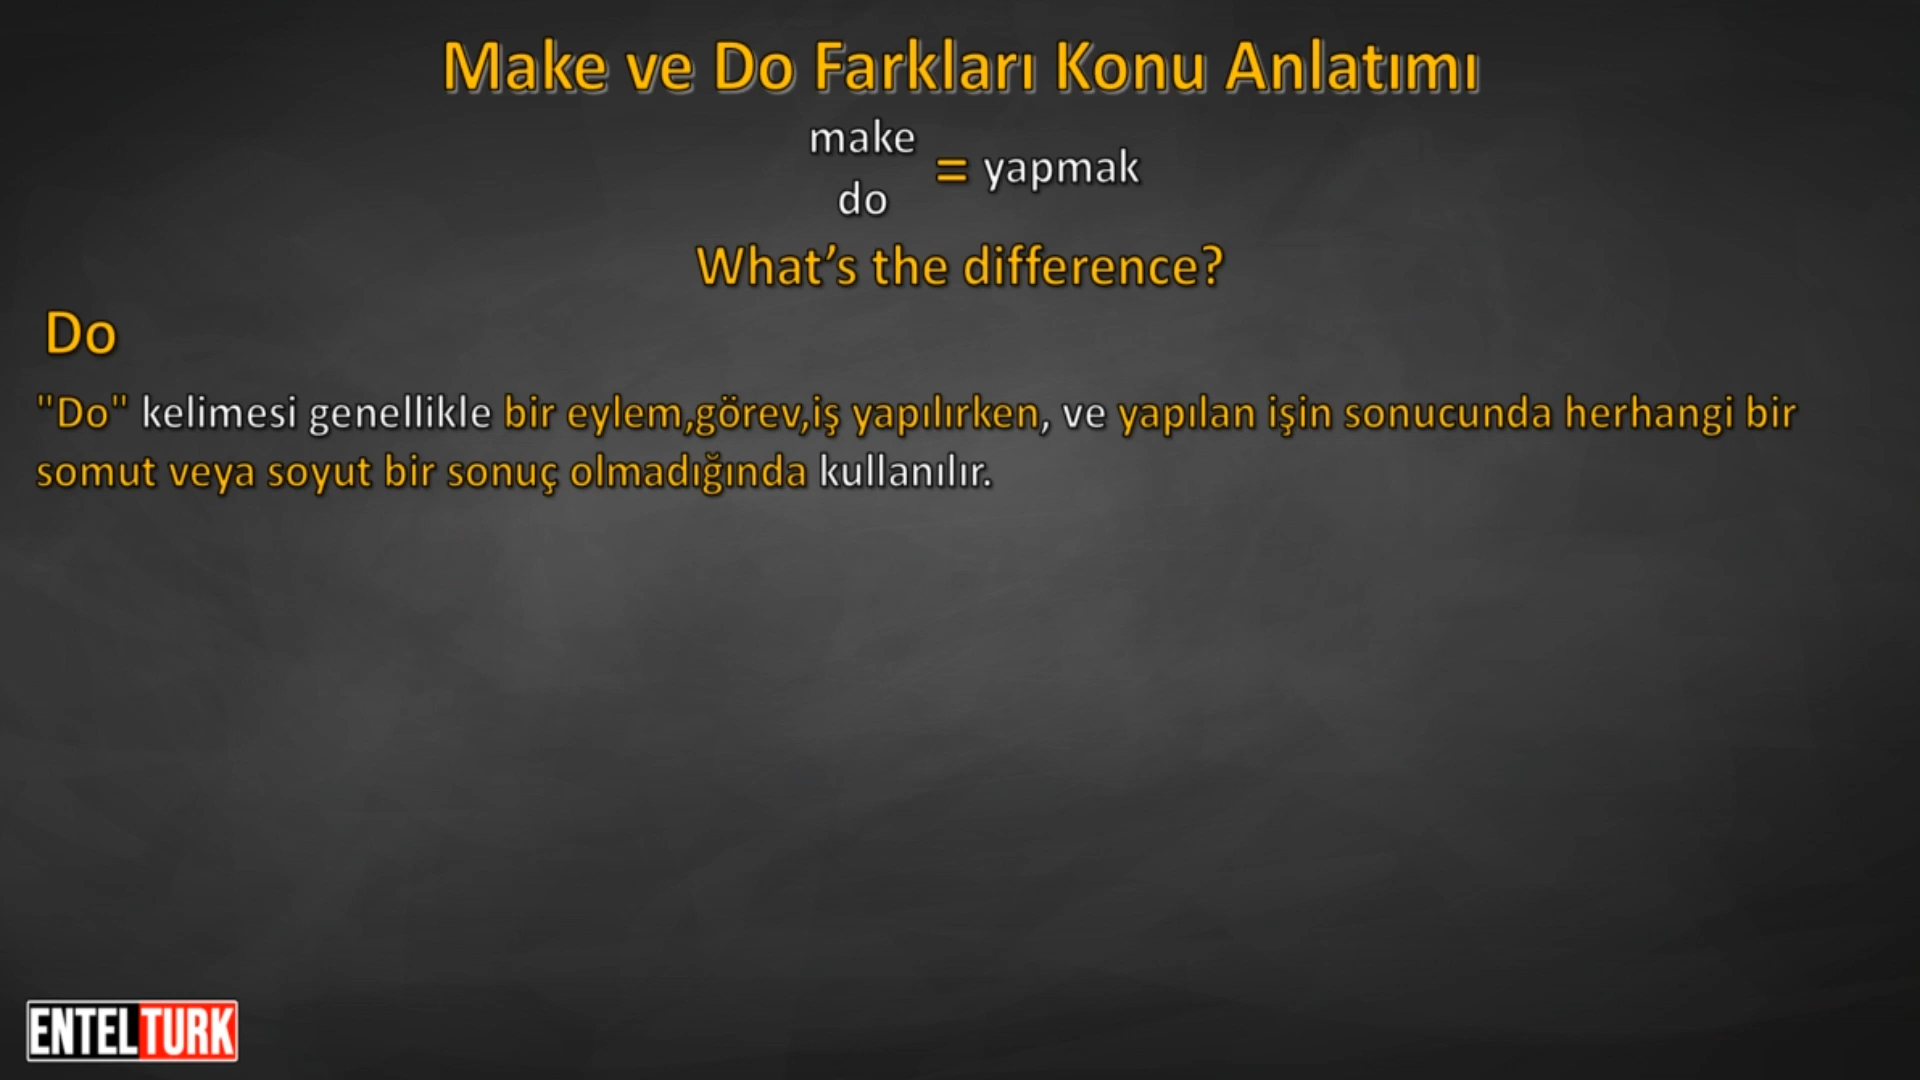 Make ve Do Farkları Konu Anlatımı
make
do
= yapmak
What’s the difference?
Do
"Do" kelimesi genellikle bir eylem,görev,iş yapılırken, ve yapılan işin sonucunda herhangi bir
somut veya soyut bir sonuç olmadığında kullanılır.
ENTELTURK